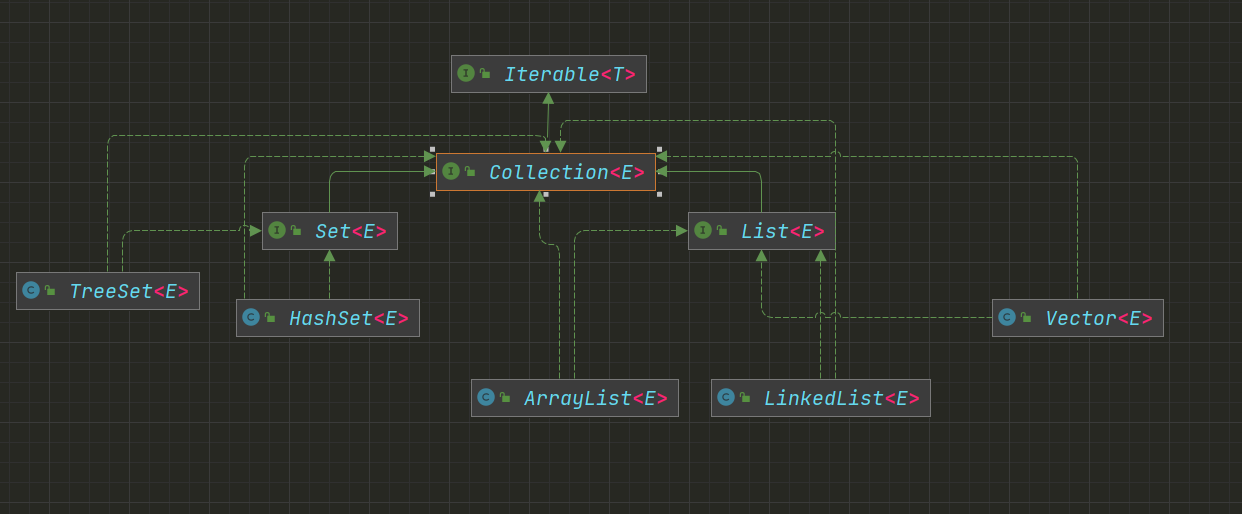 I Iterable<T>
I Collection<E>
I Set<E>
I List<E>
C TreeSet<E>
C HashSet<E>
C Vector<E>
C ArrayList<E>
C LinkedList<E>